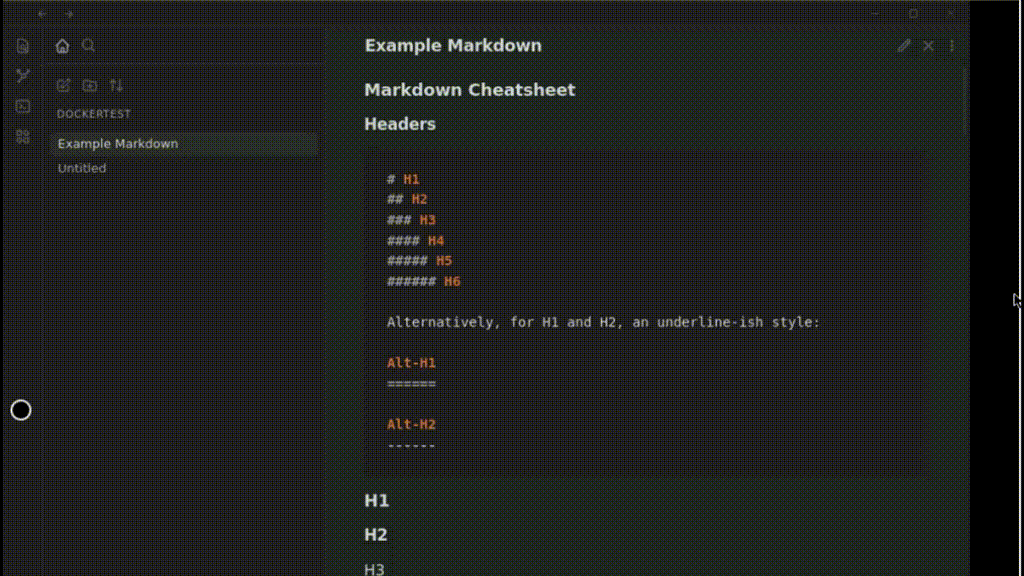 DOCKERTEST
Example Markdown
Untitled
Example Markdown
Markdown Cheatsheet
Headers
# H1
## H2
### H3
#### H4
##### H5
###### H6
Alternatively, for H1 and H2, an underline-ish style:
Alt-H1
======
Alt-H2
------
H1
H2
H3